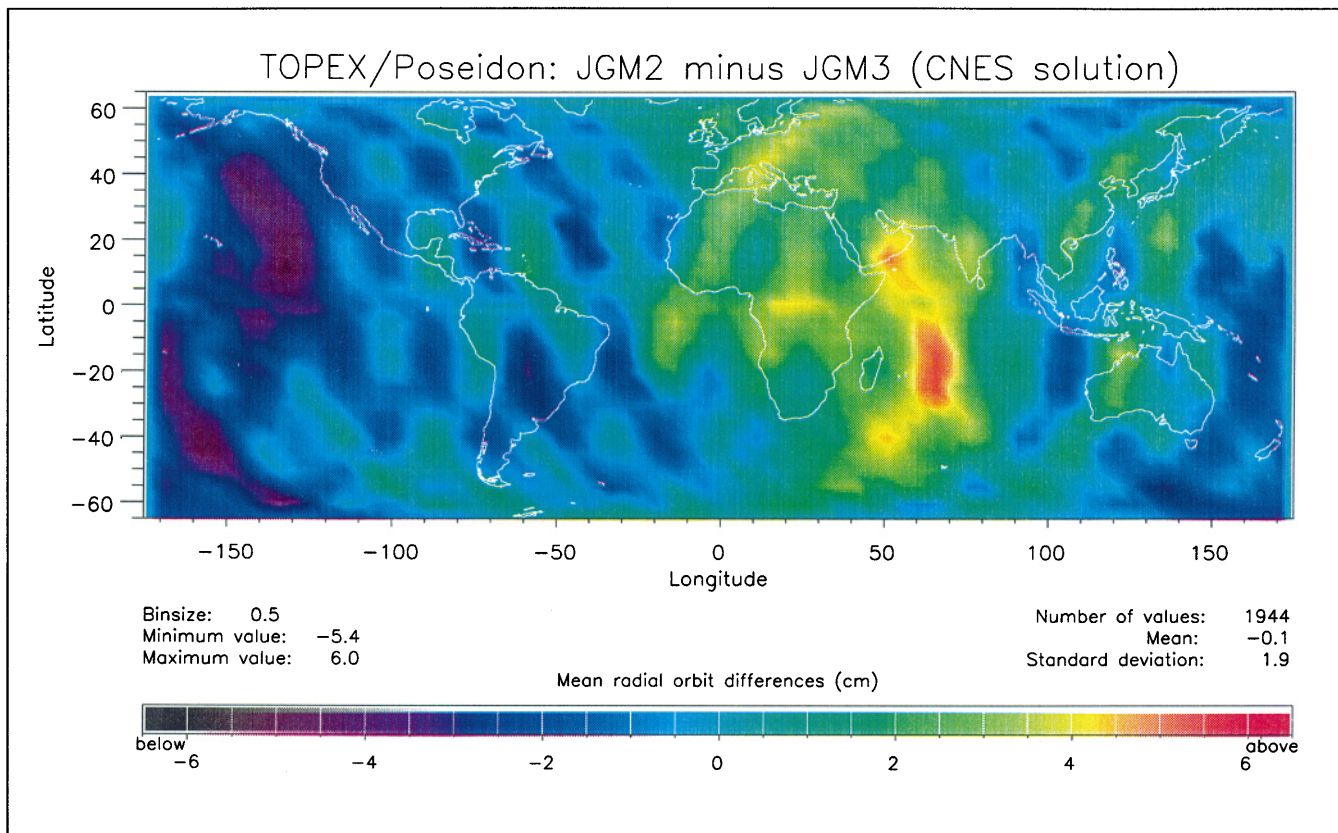 TOPEX/Poseidon: JGM2 minus JGM3 (CNES solution)
60
40
20
0
−20
−40
−60
Latitude
−150 −100 −50 0 50 100 150
Longitude
Binsize: 0.5
Minimum value: −5.4
Maximum value: 6.0
Number of values: 1944
Mean: −0.1
Standard deviation: 1.9
Mean radial orbit differences (cm)
below above
−6 −4 −2 0 2 4 6